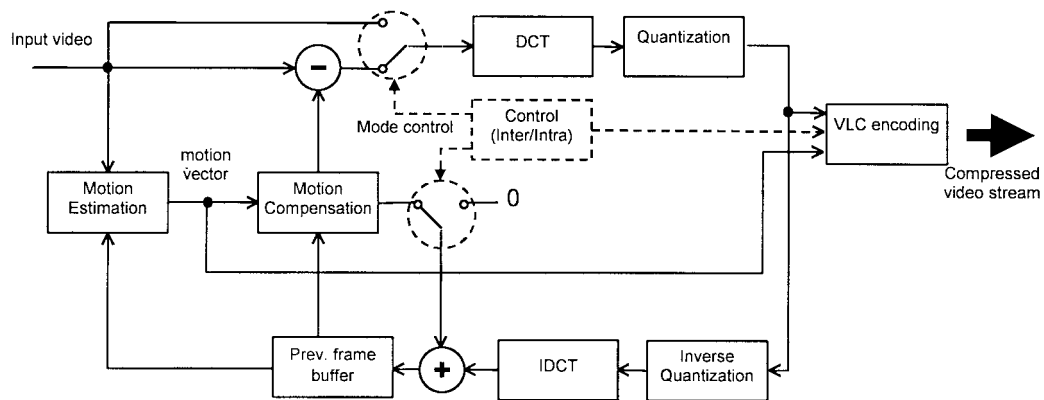 Input video
DCT
Quantization
−
Mode control
Control
(Inter/Intra)
VLC encoding
Compressed
video stream
motion
vector
Motion
Estimation
Motion
Compensation
0
Prev. frame
buffer
+
IDCT
Inverse
Quantization